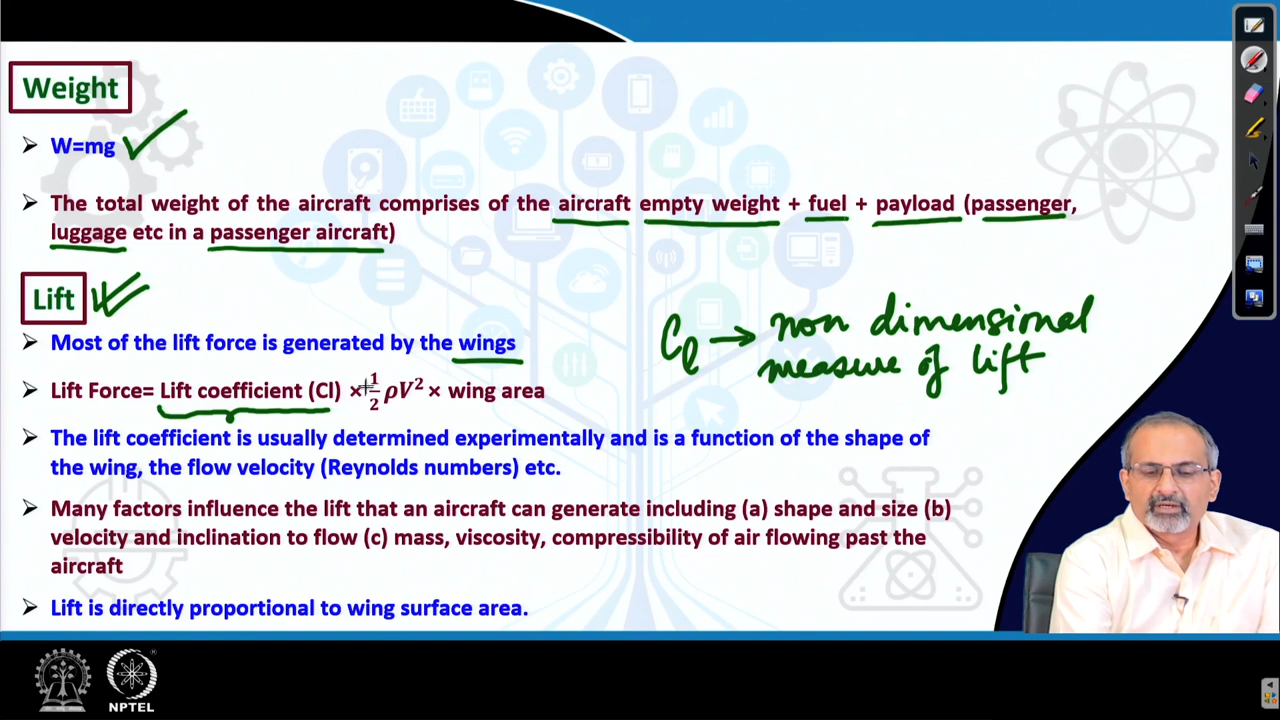 Weight
➢ W=mg
➢ The total weight of the aircraft comprises of the aircraft empty weight + fuel + payload (passenger,
luggage etc in a passenger aircraft)
Lift
➢ Most of the lift force is generated by the wings
➢ Lift Force= Lift coefficient (Cl) × 1/2 ρV² × wing area
Cl → non dimensional
measure of lift
➢ The lift coefficient is usually determined experimentally and is a function of the shape of
the wing, the flow velocity (Reynolds numbers) etc.
➢ Many factors influence the lift that an aircraft can generate including (a) shape and size (b)
velocity and inclination to flow (c) mass, viscosity, compressibility of air flowing past the
aircraft
➢ Lift is directly proportional to wing surface area.
NPTEL